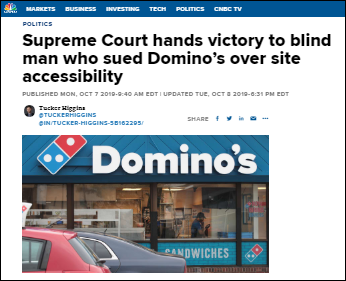 CNBC
MARKETS BUSINESS INVESTING TECH POLITICS CNBC TV
POLITICS
Supreme Court hands victory to blind
man who sued Domino’s over site
accessibility
PUBLISHED MON, OCT 7 2019-9:40 AM EDT | UPDATED TUE, OCT 8 2019-6:31 PM EDT
Tucker Higgins
@TUCKERHIGGINS
@IN/TUCKER-HIGGINS-5B162295/
SHARE
Domino's
SANDWICHES